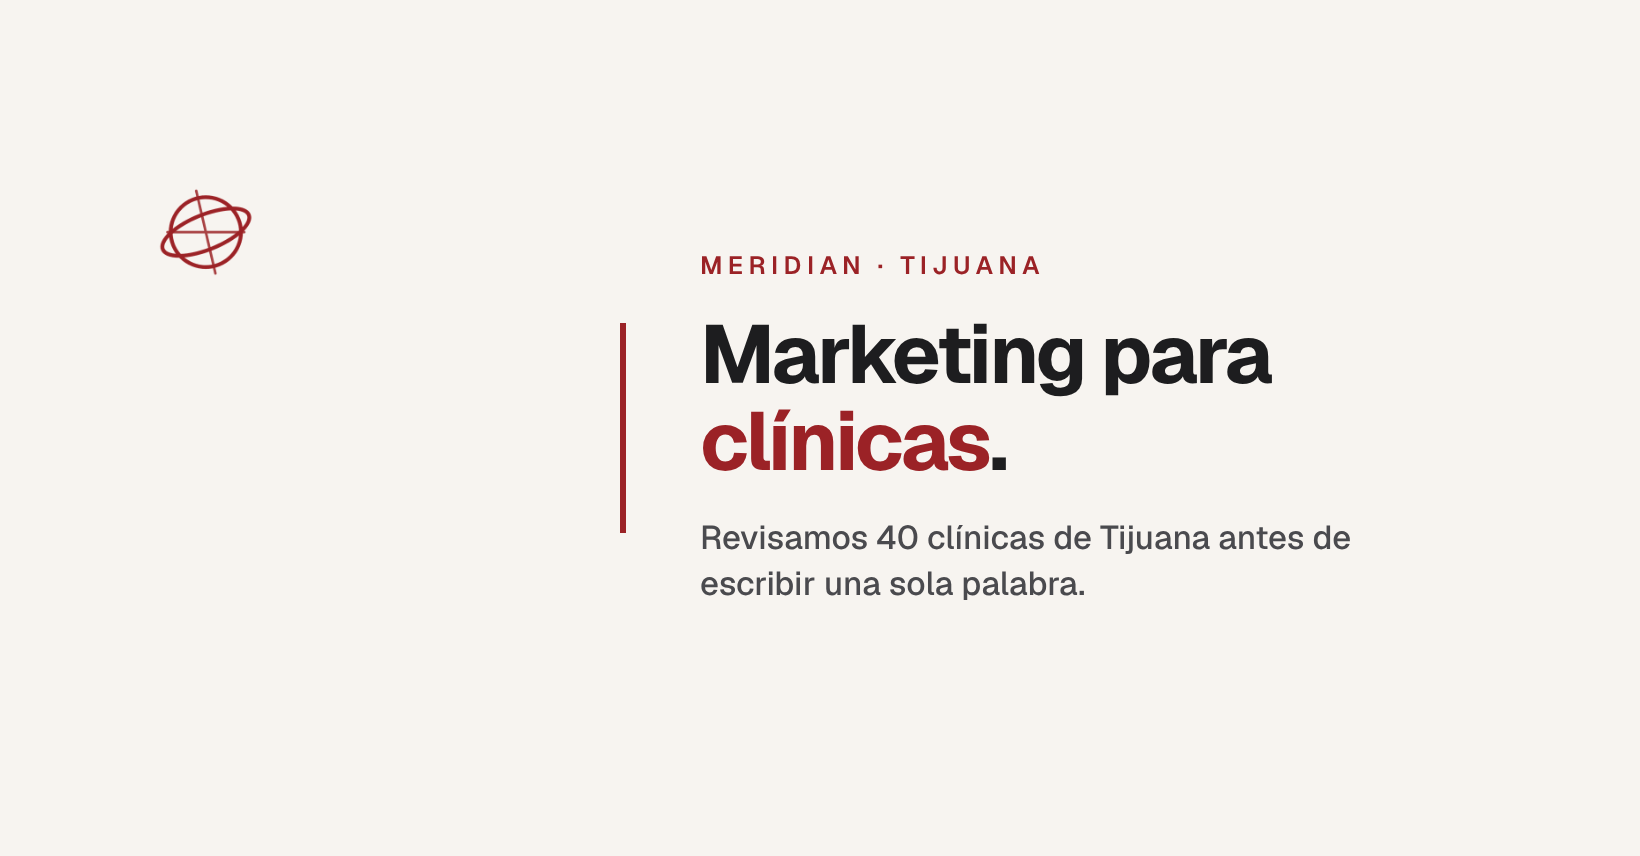 MERIDIAN · TIJUANA
Marketing para
clínicas.
Revisamos 40 clínicas de Tijuana antes de
escribir una sola palabra.